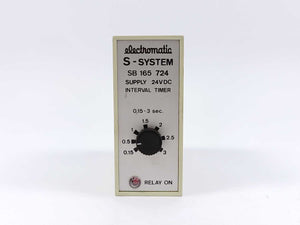 electromatic
S-SYSTEM
SB 165 724
SUPPLY 24VDC
INTERVAL TIMER
0,15-3 sec.
1.5
1 2
0.5 2.5
0.15 3
RELAY ON